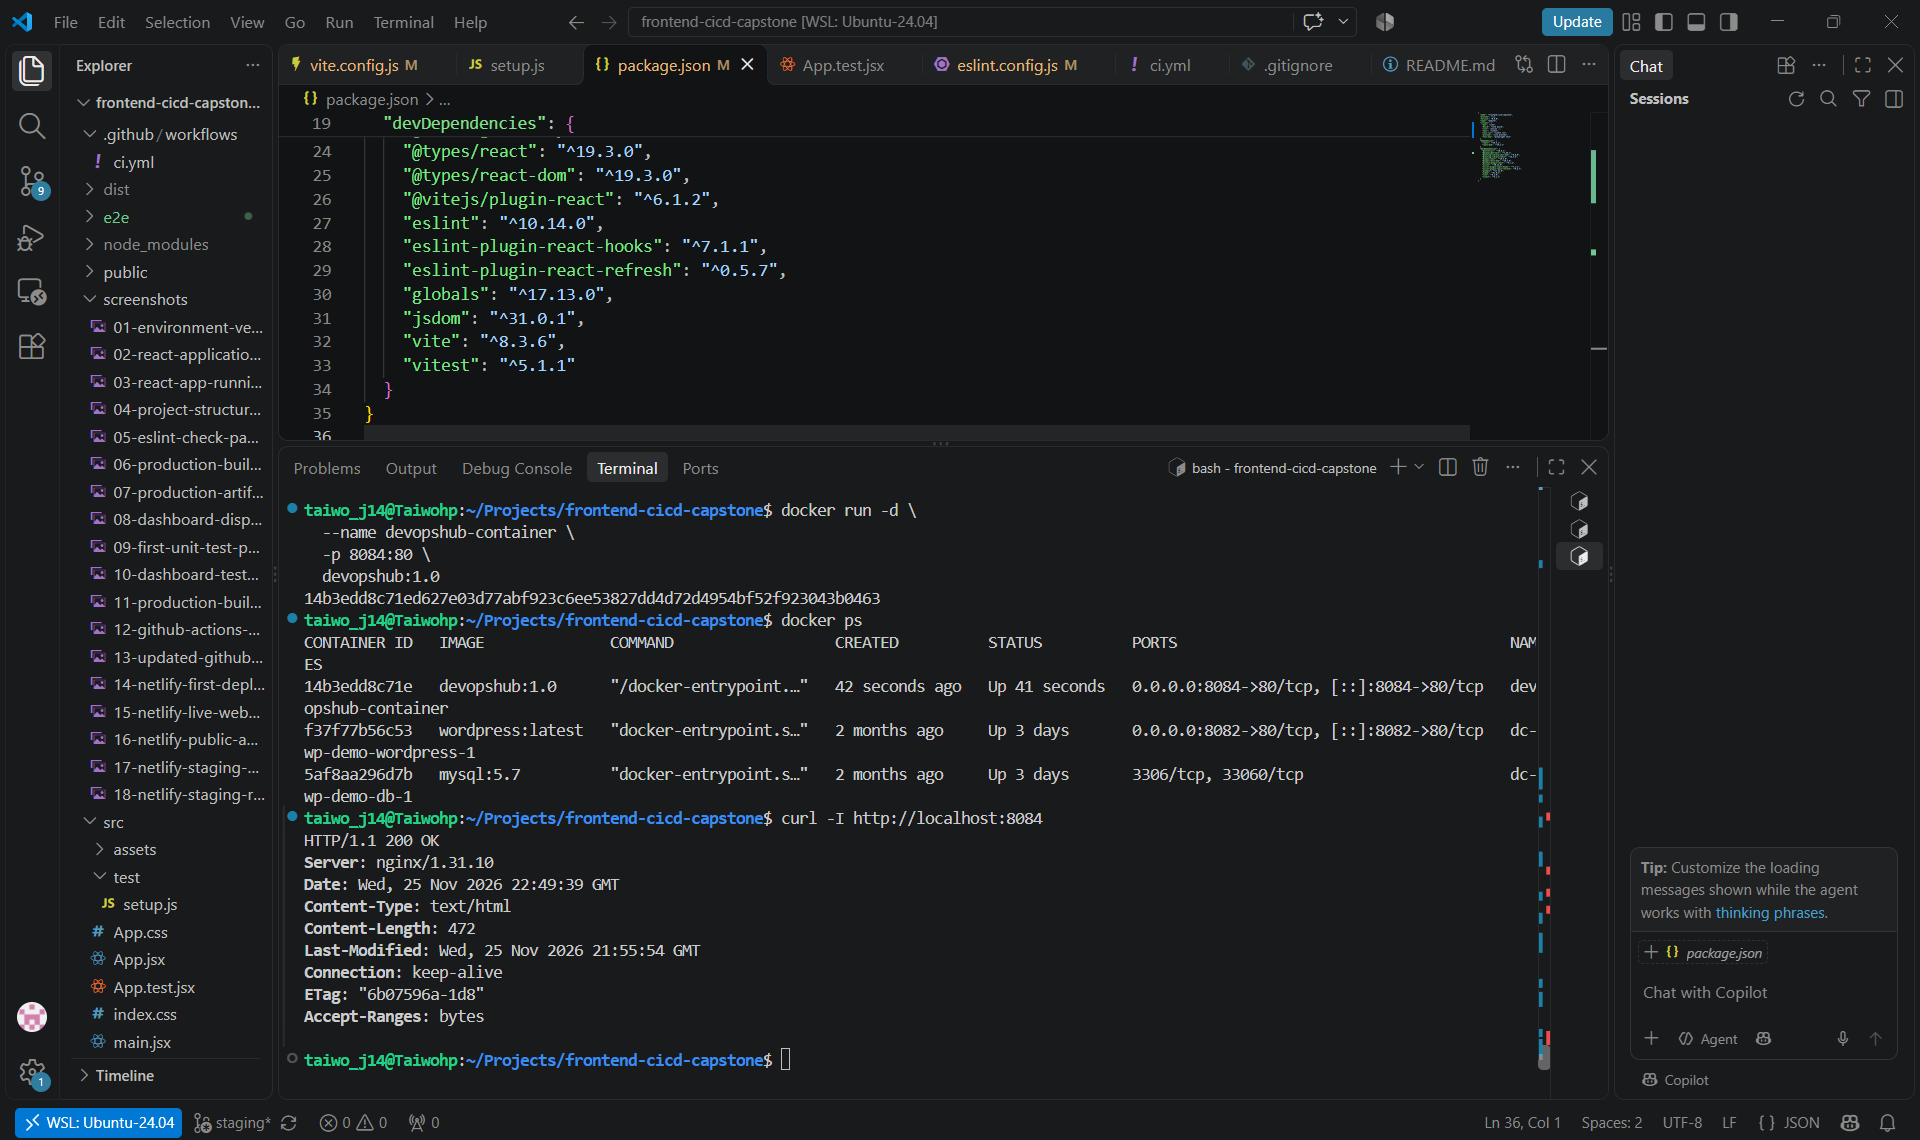 File Edit Selection View Go Run Terminal Help
frontend-cicd-capstone [WSL: Ubuntu-24.04]
Update
Explorer
frontend-cicd-capston...
.github/workflows
ci.yml
dist
e2e
node_modules
public
screenshots
01-environment-ve...
02-react-applicatio...
03-react-app-runni...
04-project-structur...
05-eslint-check-pa...
06-production-buil...
07-production-artif...
08-dashboard-disp...
09-first-unit-test-p...
10-dashboard-test...
11-production-buil...
12-github-actions-...
13-updated-github...
14-netlify-first-depl...
15-netlify-live-web...
16-netlify-public-a...
17-netlify-staging-...
18-netlify-staging-r...
src
assets
test
JS setup.js
# App.css
App.jsx
App.test.jsx
# index.css
main.jsx
Timeline
9
1
vite.config.js M
JS setup.js
{} package.json M
App.test.jsx
eslint.config.js M
! ci.yml
.gitignore
README.md
{} package.json > ...
19 "devDependencies": {
24 "@types/react": "^19.3.0",
25 "@types/react-dom": "^19.3.0",
26 "@vitejs/plugin-react": "^6.1.2",
27 "eslint": "^10.14.0",
28 "eslint-plugin-react-hooks": "^7.1.1",
29 "eslint-plugin-react-refresh": "^0.5.7",
30 "globals": "^17.13.0",
31 "jsdom": "^31.0.1",
32 "vite": "^8.3.6",
33 "vitest": "^5.1.1"
34 }
35 }
36
Problems Output Debug Console Terminal Ports
bash - frontend-cicd-capstone
taiwo_j14@Taiwohp:~/Projects/frontend-cicd-capstone$ docker run -d \
--name devopshub-container \
-p 8084:80 \
devopshub:1.0
14b3edd8c71ed627e03d77abf923c6ee53827dd4d72d4954bf52f923043b0463
taiwo_j14@Taiwohp:~/Projects/frontend-cicd-capstone$ docker ps
CONTAINER ID IMAGE COMMAND CREATED STATUS PORTS NAM
ES
14b3edd8c71e devopshub:1.0 "/docker-entrypoint.…" 42 seconds ago Up 41 seconds 0.0.0.0:8084->80/tcp, [::]:8084->80/tcp dev
opshub-container
f37f77b56c53 wordpress:latest "docker-entrypoint.s…" 2 months ago Up 3 days 0.0.0.0:8082->80/tcp, [::]:8082->80/tcp dc-
wp-demo-wordpress-1
5af8aa296d7b mysql:5.7 "docker-entrypoint.s…" 2 months ago Up 3 days 3306/tcp, 33060/tcp dc-
wp-demo-db-1
taiwo_j14@Taiwohp:~/Projects/frontend-cicd-capstone$ curl -I http://localhost:8084
HTTP/1.1 200 OK
Server: nginx/1.31.10
Date: Wed, 25 Nov 2026 22:49:39 GMT
Content-Type: text/html
Content-Length: 472
Last-Modified: Wed, 25 Nov 2026 21:55:54 GMT
Connection: keep-alive
ETag: "6b07596a-1d8"
Accept-Ranges: bytes
taiwo_j14@Taiwohp:~/Projects/frontend-cicd-capstone$
Chat
Sessions
Tip: Customize the loading
messages shown while the agent
works with thinking phrases.
{} package.json
Chat with Copilot
Agent
Copilot
WSL: Ubuntu-24.04 staging* 0 0 0
Ln 36, Col 1 Spaces: 2 UTF-8 LF {} JSON